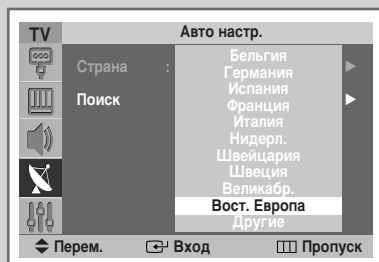 TV Авто настр.
Страна :
Поиск
Бельгия
Германия
Испания
Франция
Италия
Нидерл.
Швейцария
Швеция
Великабр.
Вост. Европа
Другие
Перем. Вход Пропуск